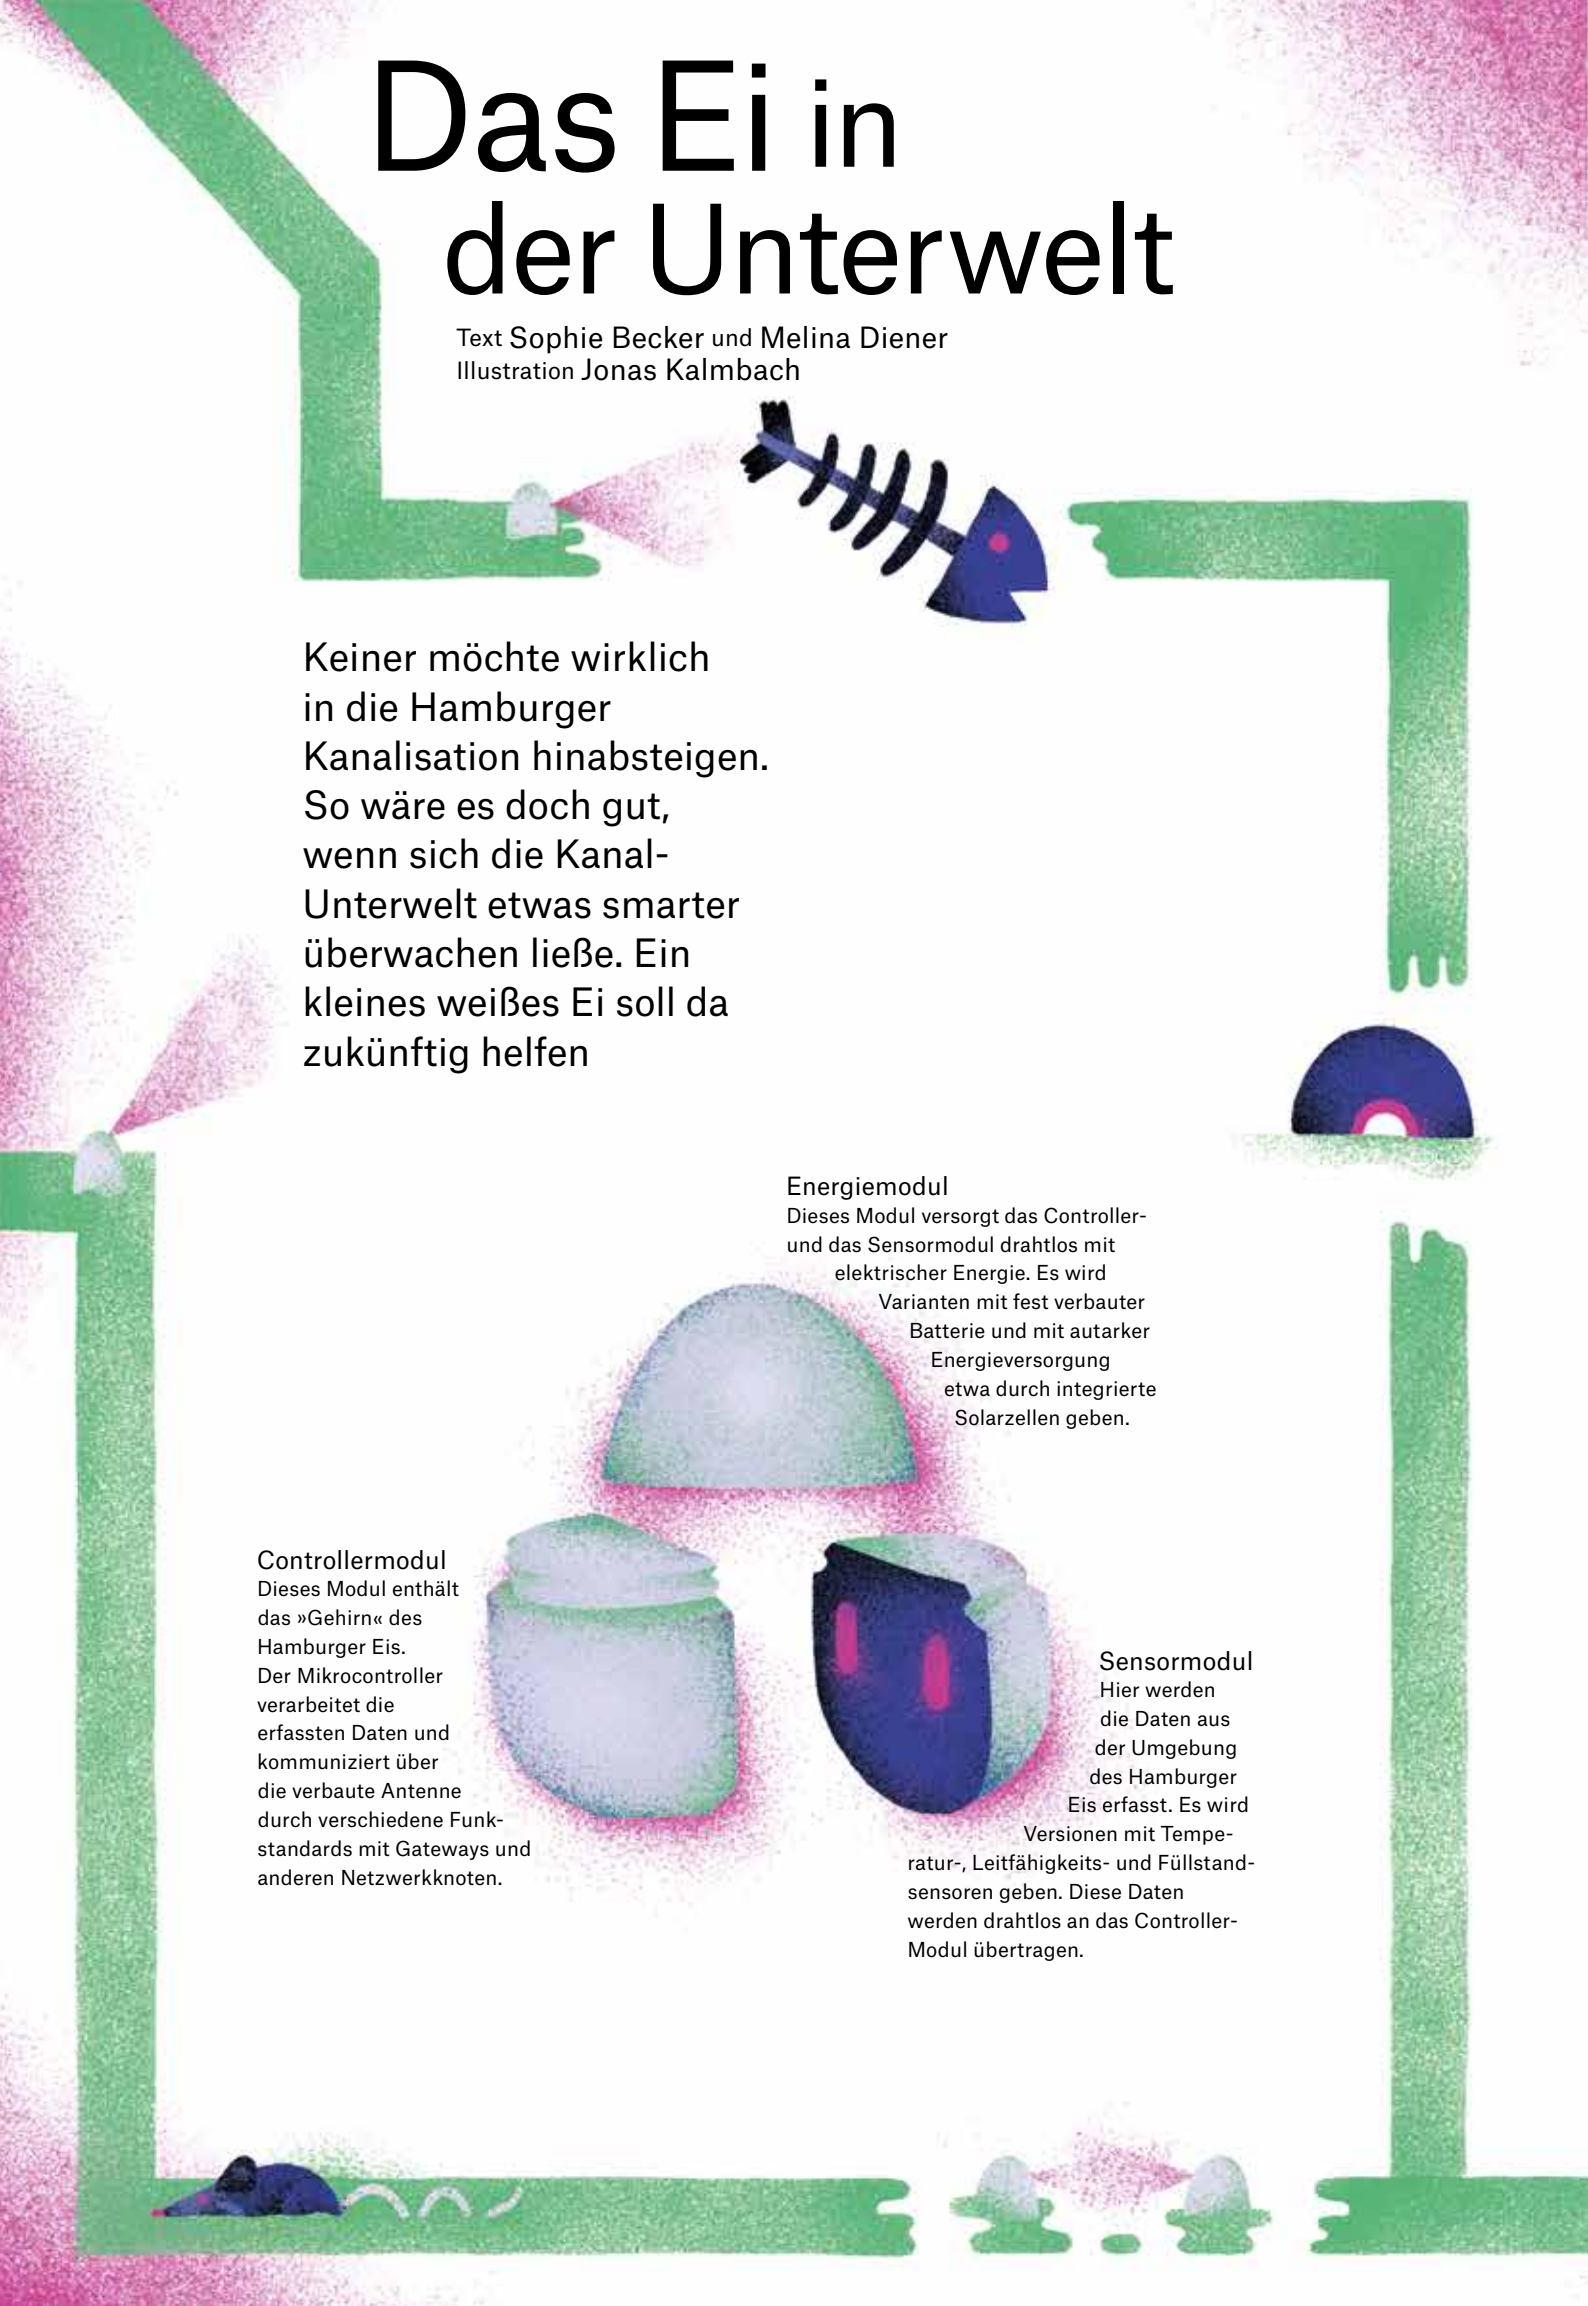 Das Ei in
der Unterwelt
Text Sophie Becker und Melina Diener
Illustration Jonas Kalmbach
Keiner möchte wirklich
in die Hamburger
Kanalisation hinabsteigen.
So wäre es doch gut,
wenn sich die Kanal-
Unterwelt etwas smarter
überwachen ließe. Ein
kleines weißes Ei soll da
zukünftig helfen
Energiemodul
Dieses Modul versorgt das Controller-
und das Sensormodul drahtlos mit
elektrischer Energie. Es wird
Varianten mit fest verbauter
Batterie und mit autarker
Energieversorgung
etwa durch integrierte
Solarzellen geben.
Controllermodul
Dieses Modul enthält
das »Gehirn« des
Hamburger Eis.
Der Mikrocontroller
verarbeitet die
erfassten Daten und
kommuniziert über
die verbaute Antenne
durch verschiedene Funk-
standards mit Gateways und
anderen Netzwerkknoten.
Sensormodul
Hier werden
die Daten aus
der Umgebung
des Hamburger
Eis erfasst. Es wird
Versionen mit Tempe-
ratur-, Leitfähigkeits- und Füllstand-
sensoren geben. Diese Daten
werden drahtlos an das Controller-
Modul übertragen.